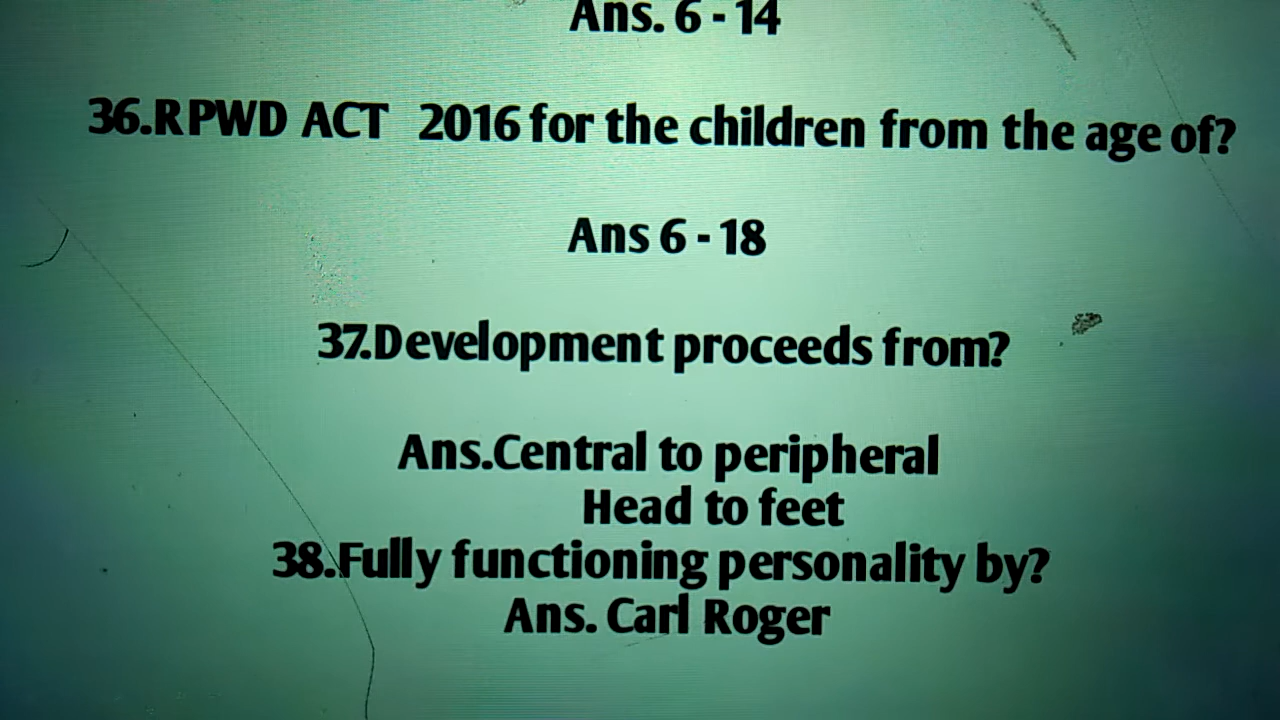 Ans. 6 - 14
36.RPWD ACT 2016 for the children from the age of?
Ans 6 - 18
37.Development proceeds from?
Ans.Central to peripheral
Head to feet
38.Fully functioning personality by?
Ans. Carl Roger